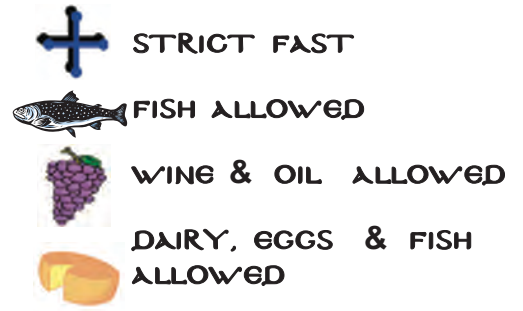 STRICT FAST
FISH ALLOWED
WINE & OIL ALLOWED
DAIRY, EGGS & FISH
ALLOWED